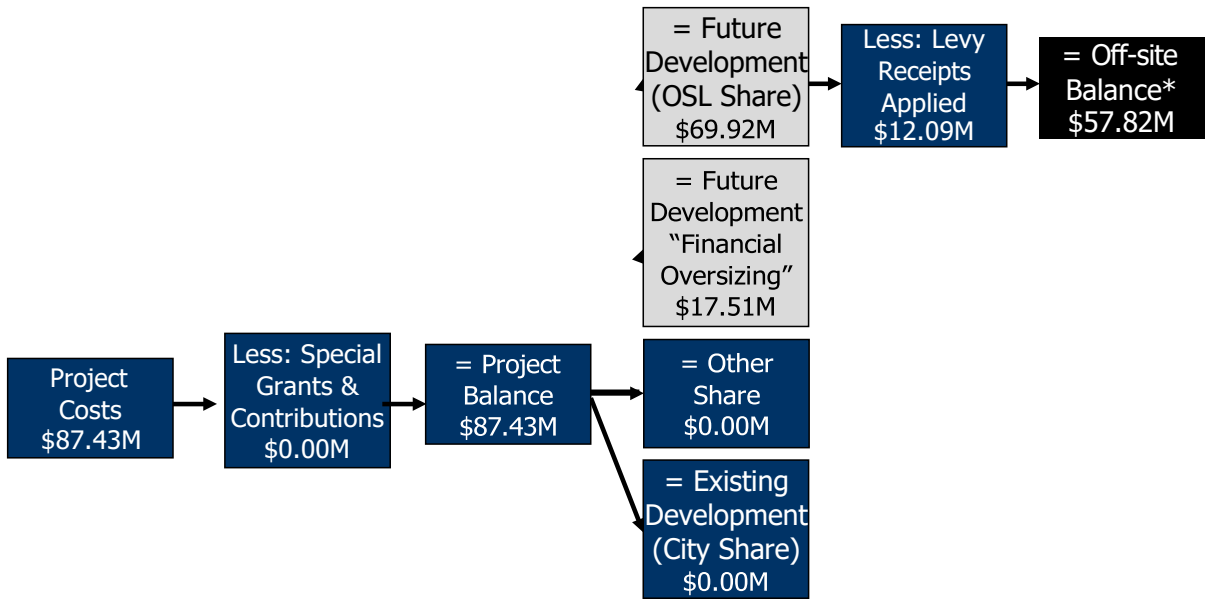 Project
Costs
$87.43M
Less: Special
Grants &
Contributions
$0.00M
= Project
Balance
$87.43M
= Future
Development
(OSL Share)
$69.92M
Less: Levy
Receipts
Applied
$12.09M
= Off-site
Balance*
$57.82M
= Future
Development
“Financial
Oversizing”
$17.51M
= Other
Share
$0.00M
= Existing
Development
(City Share)
$0.00M